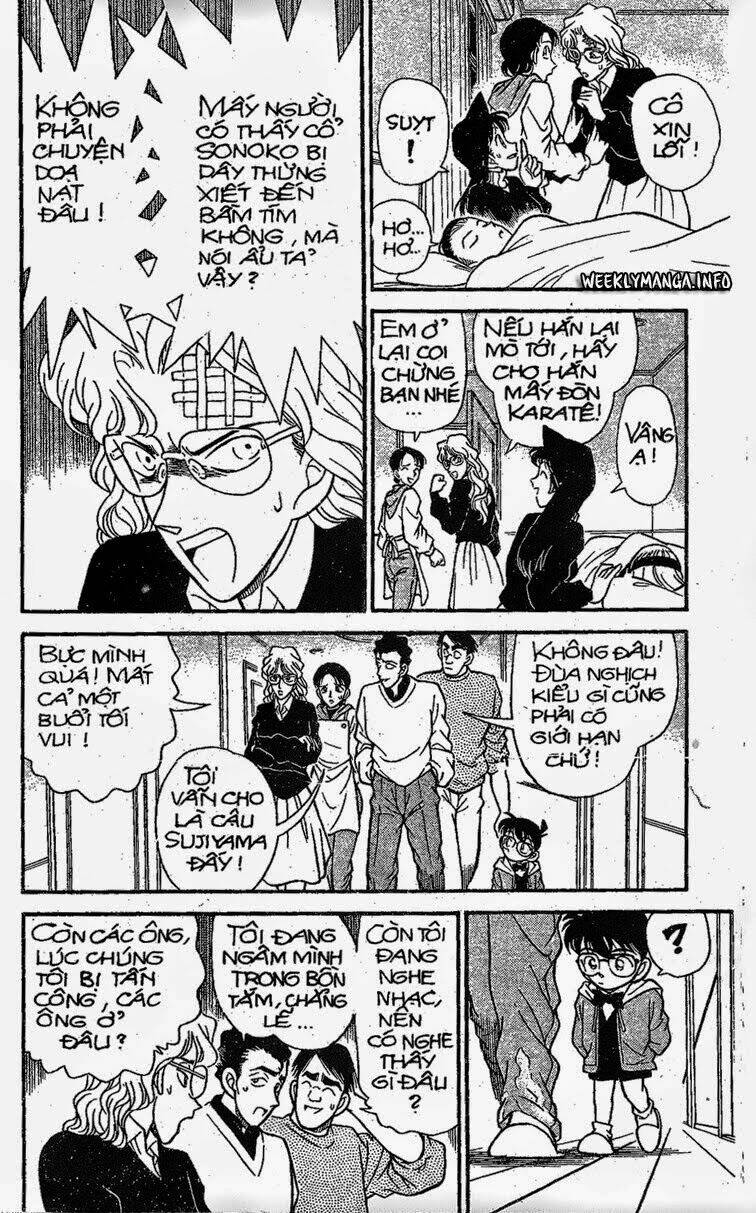 MẤY NGƯỜI
CÓ THẤY CỔ
SONOKO BỊ
DÂY THỪNG
XIẾT ĐẾN
BẦM TÍM
KHÔNG, MÀ
NÓI ẨU TẢ
VẬY?
KHÔNG
PHẢI
CHUYỆN
DOẠ
NẠT
ĐÂU!
SUỴT
!
CÔ
XIN
LỖI!
HƠ...
HƠ...
WEEKLYMANGA.INFO
EM Ở
LẠI COI
CHỪNG
BẠN NHÉ
...
NẾU HẮN LẠI
MÒ TỚI, HÃY
CHO HẮN
MẤY ĐÒN
KARATÊ!
VÂNG
Ạ!
BỰC MÌNH
QUÁ! MẤT
CẢ MỘT
BUỔI TỐI
VUI!
TÔI
VẪN CHO
LÀ CẬU
SUJIYAMA
ĐẤY!
KHÔNG ĐÂU!
ĐÙA NGHỊCH
KIỂU GÌ CŨNG
PHẢI CÓ
GIỚI HẠN
CHỨ!
CÒN CÁC ÔNG,
LÚC CHÚNG
TÔI BỊ TẤN
CÔNG, CÁC
ÔNG Ở
ĐÂU?
TÔI ĐANG
NGÂM MÌNH
TRONG BỒN
TẮM, CHẲNG
LẼ...
CÒN TÔI
ĐANG
NGHE
NHẠC,
NÊN
CÓ NGHE
THẤY
GÌ ĐÂU
?
?